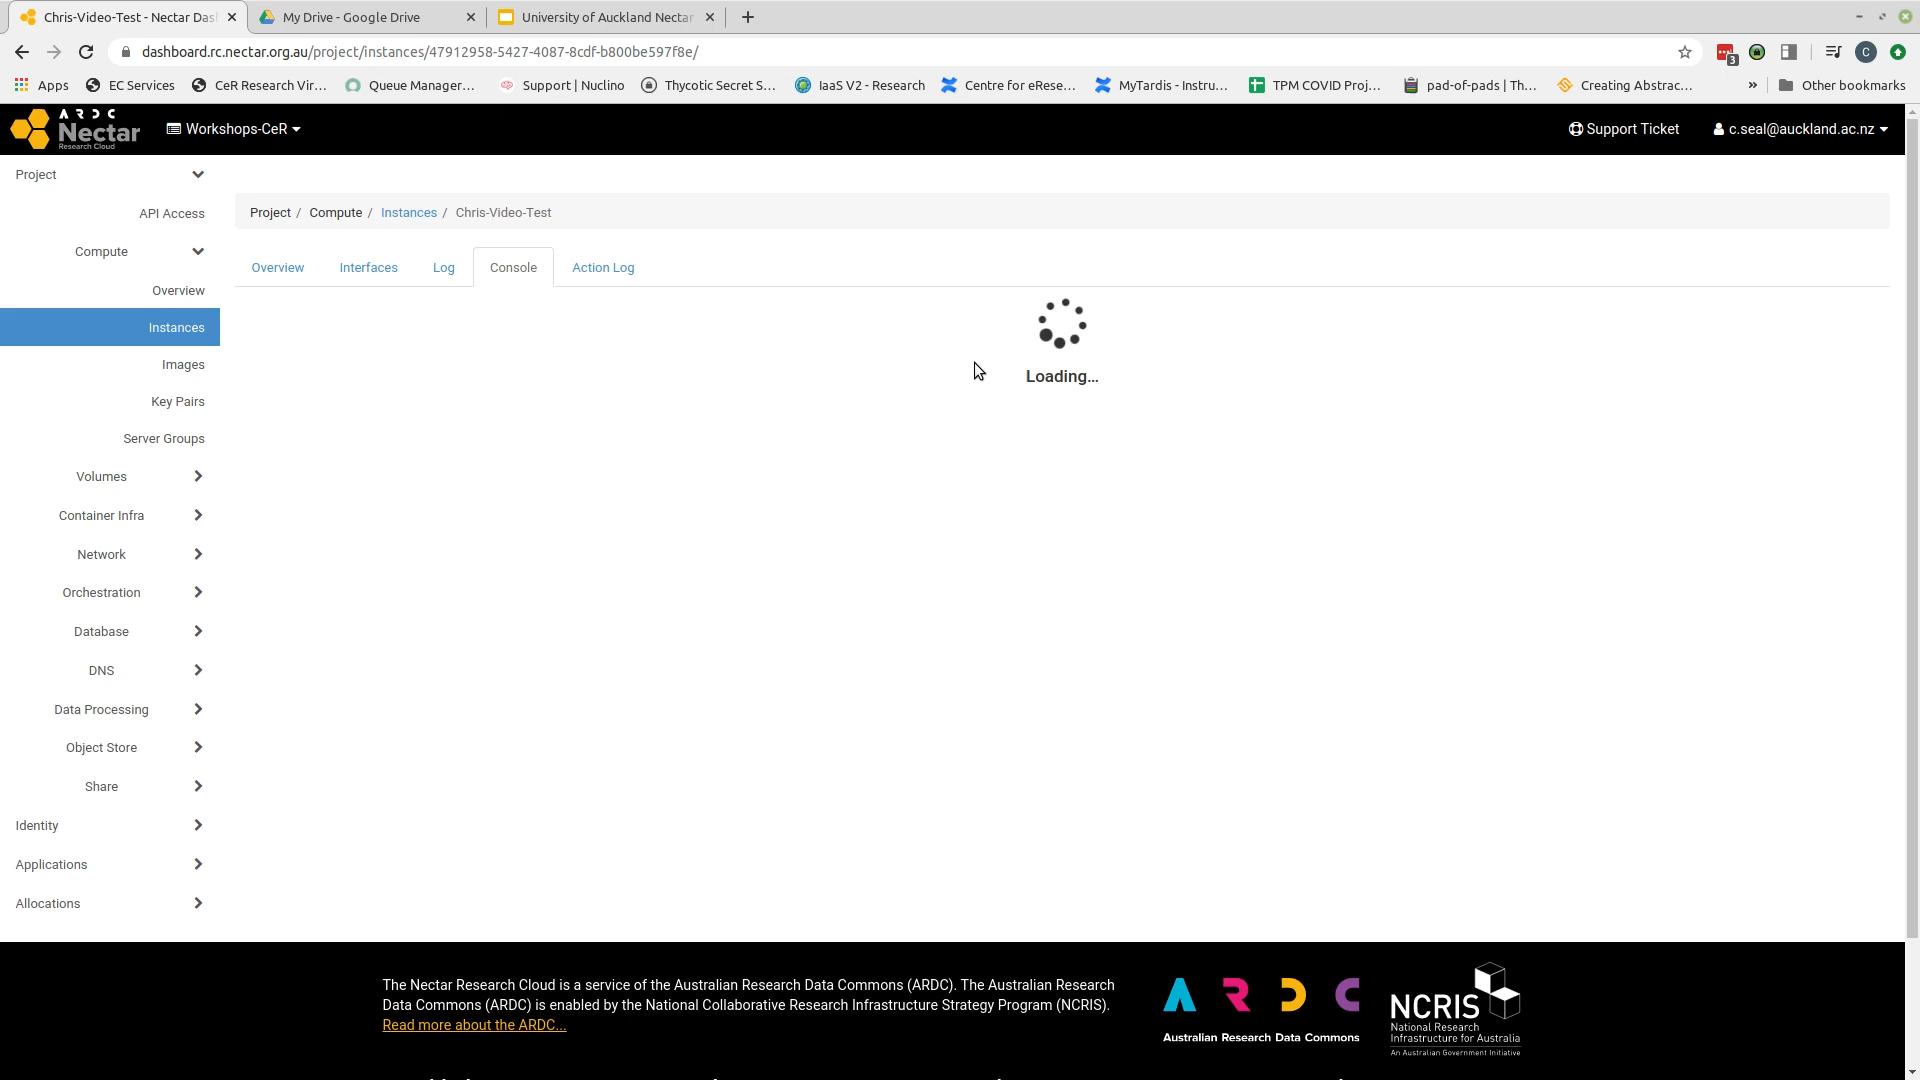 Chris-Video-Test - Nectar Das
My Drive - Google Drive
University of Auckland Nectar
dashboard.rc.nectar.org.au/project/instances/47912958-5427-4087-8cdf-b800be597f8e/
3
C
Apps
EC Services
CeR Research Vir...
Queue Manager...
Support | Nuclino
Thycotic Secret S...
IaaS V2 - Research
Centre for eRese...
MyTardis - Instru...
TPM COVID Proj...
pad-of-pads | Th...
Creating Abstrac...
»
Other bookmarks
ARDC
Nectar
Research Cloud
Workshops-CeR
Support Ticket
c.seal@auckland.ac.nz
Project
API Access
Compute
Overview
Instances
Images
Key Pairs
Server Groups
Volumes
Container Infra
Network
Orchestration
Database
DNS
Data Processing
Object Store
Share
Identity
Applications
Allocations
Project / Compute / Instances / Chris-Video-Test
Overview
Interfaces
Log
Console
Action Log
Loading...
The Nectar Research Cloud is a service of the Australian Research Data Commons (ARDC). The Australian Research
Data Commons (ARDC) is enabled by the National Collaborative Research Infrastructure Strategy Program (NCRIS).
Read more about the ARDC...
ARDC
Australian Research Data Commons
NCRIS
National Research
Infrastructure for Australia
An Australian Government Initiative